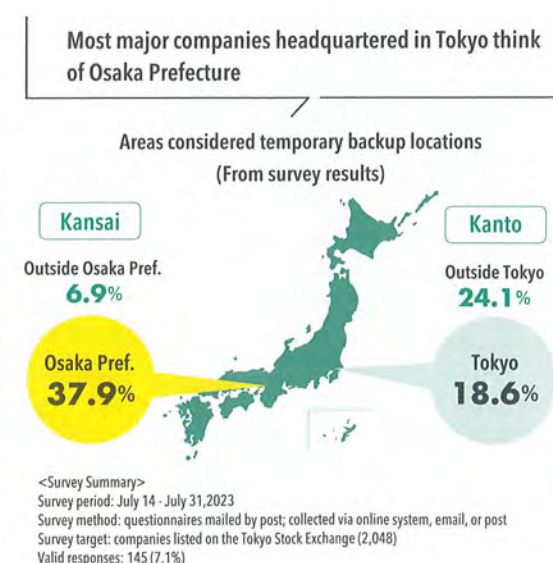 Most major companies headquartered in Tokyo think
of Osaka Prefecture
Areas considered temporary backup locations
(From survey results)
Kansai
Outside Osaka Pref.
6.9%
Osaka Pref.
37.9%
Kanto
Outside Tokyo
24.1%
Tokyo
18.6%
<Survey Summary>
Survey period: July 14 - July 31,2023
Survey method: questionnaires mailed by post; collected via online system, email, or post
Survey target: companies listed on the Tokyo Stock Exchange (2,048)
Valid responses: 145 (7.1%)